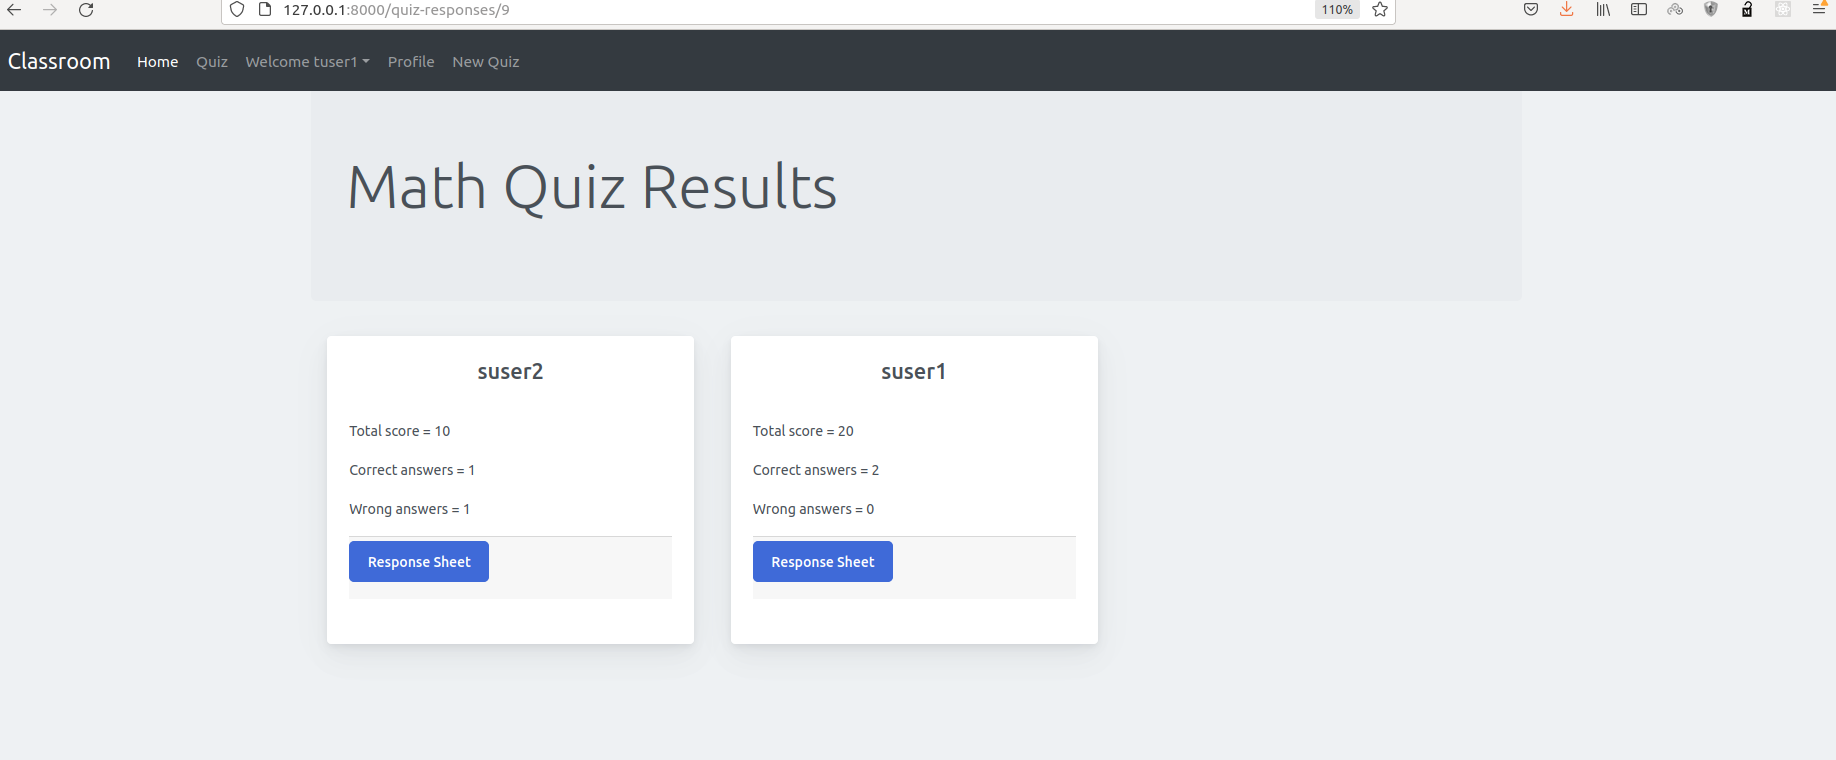 127.0.0.1:8000/quiz-responses/9 110%
Classroom Home Quiz Welcome tuser1 Profile New Quiz
Math Quiz Results
suser2
Total score = 10
Correct answers = 1
Wrong answers = 1
Response Sheet
suser1
Total score = 20
Correct answers = 2
Wrong answers = 0
Response Sheet